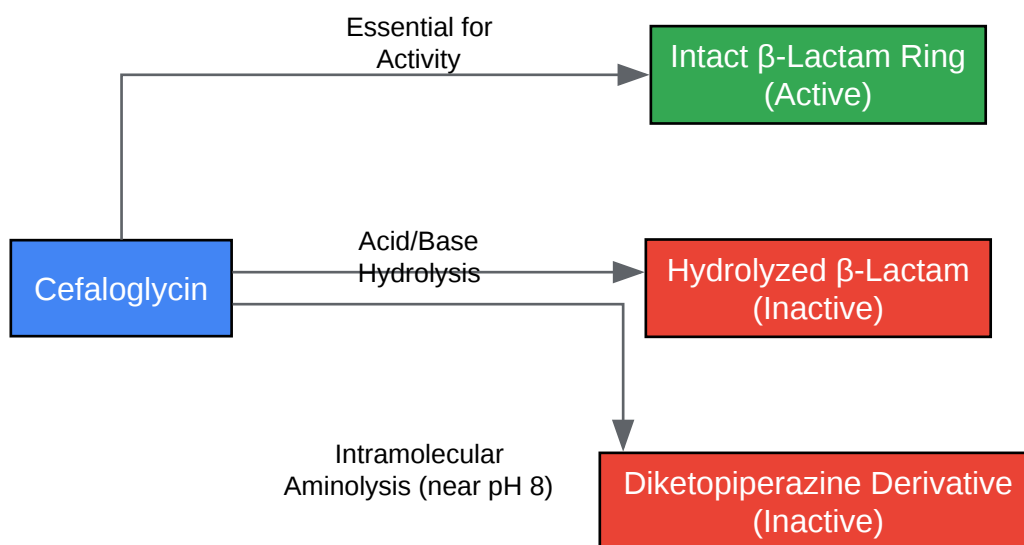 Essential for
Activity
Intact β-Lactam Ring
(Active)
Acid/Base
Hydrolysis
Cefaloglycin
Hydrolyzed β-Lactam
(Inactive)
Intramolecular
Aminolysis (near pH 8)
Diketopiperazine Derivative
(Inactive)